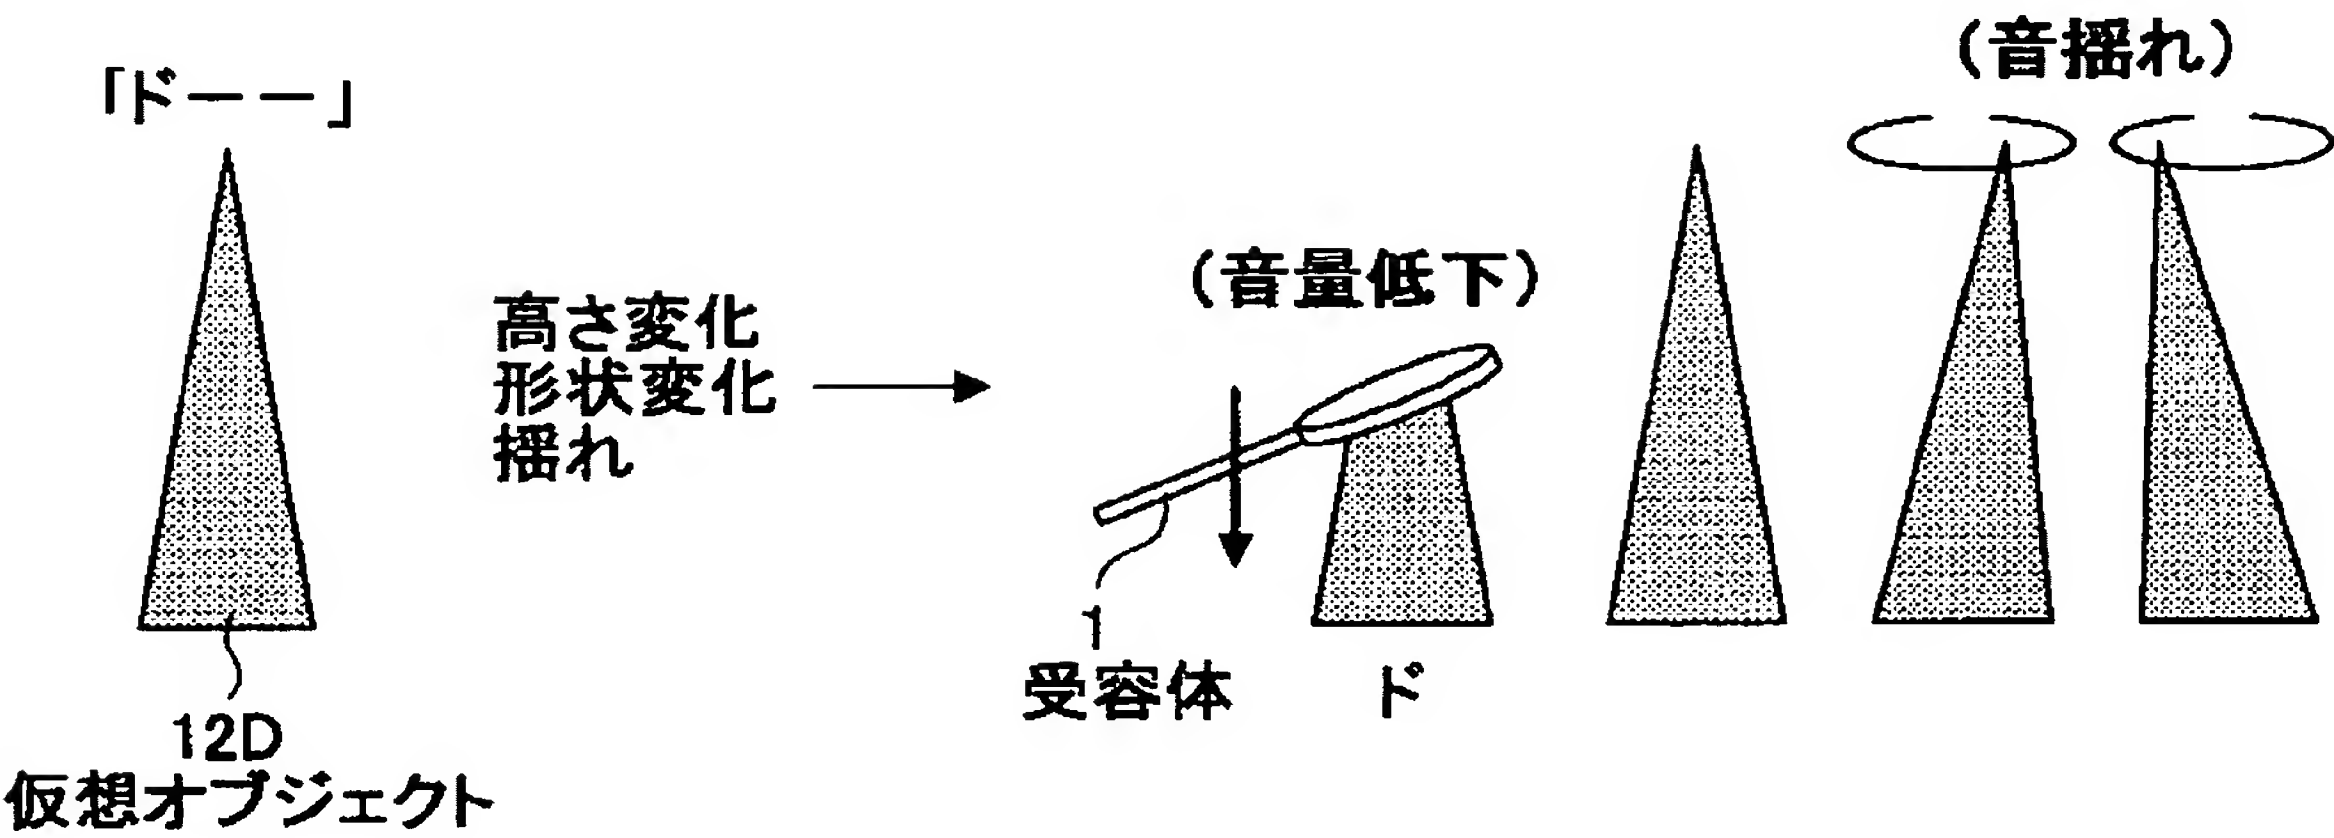 「ドーー」
12D
仮想オブジェクト
高さ変化
形状変化
揺れ
(音量低下)
1
受容体
ド
(音揺れ)